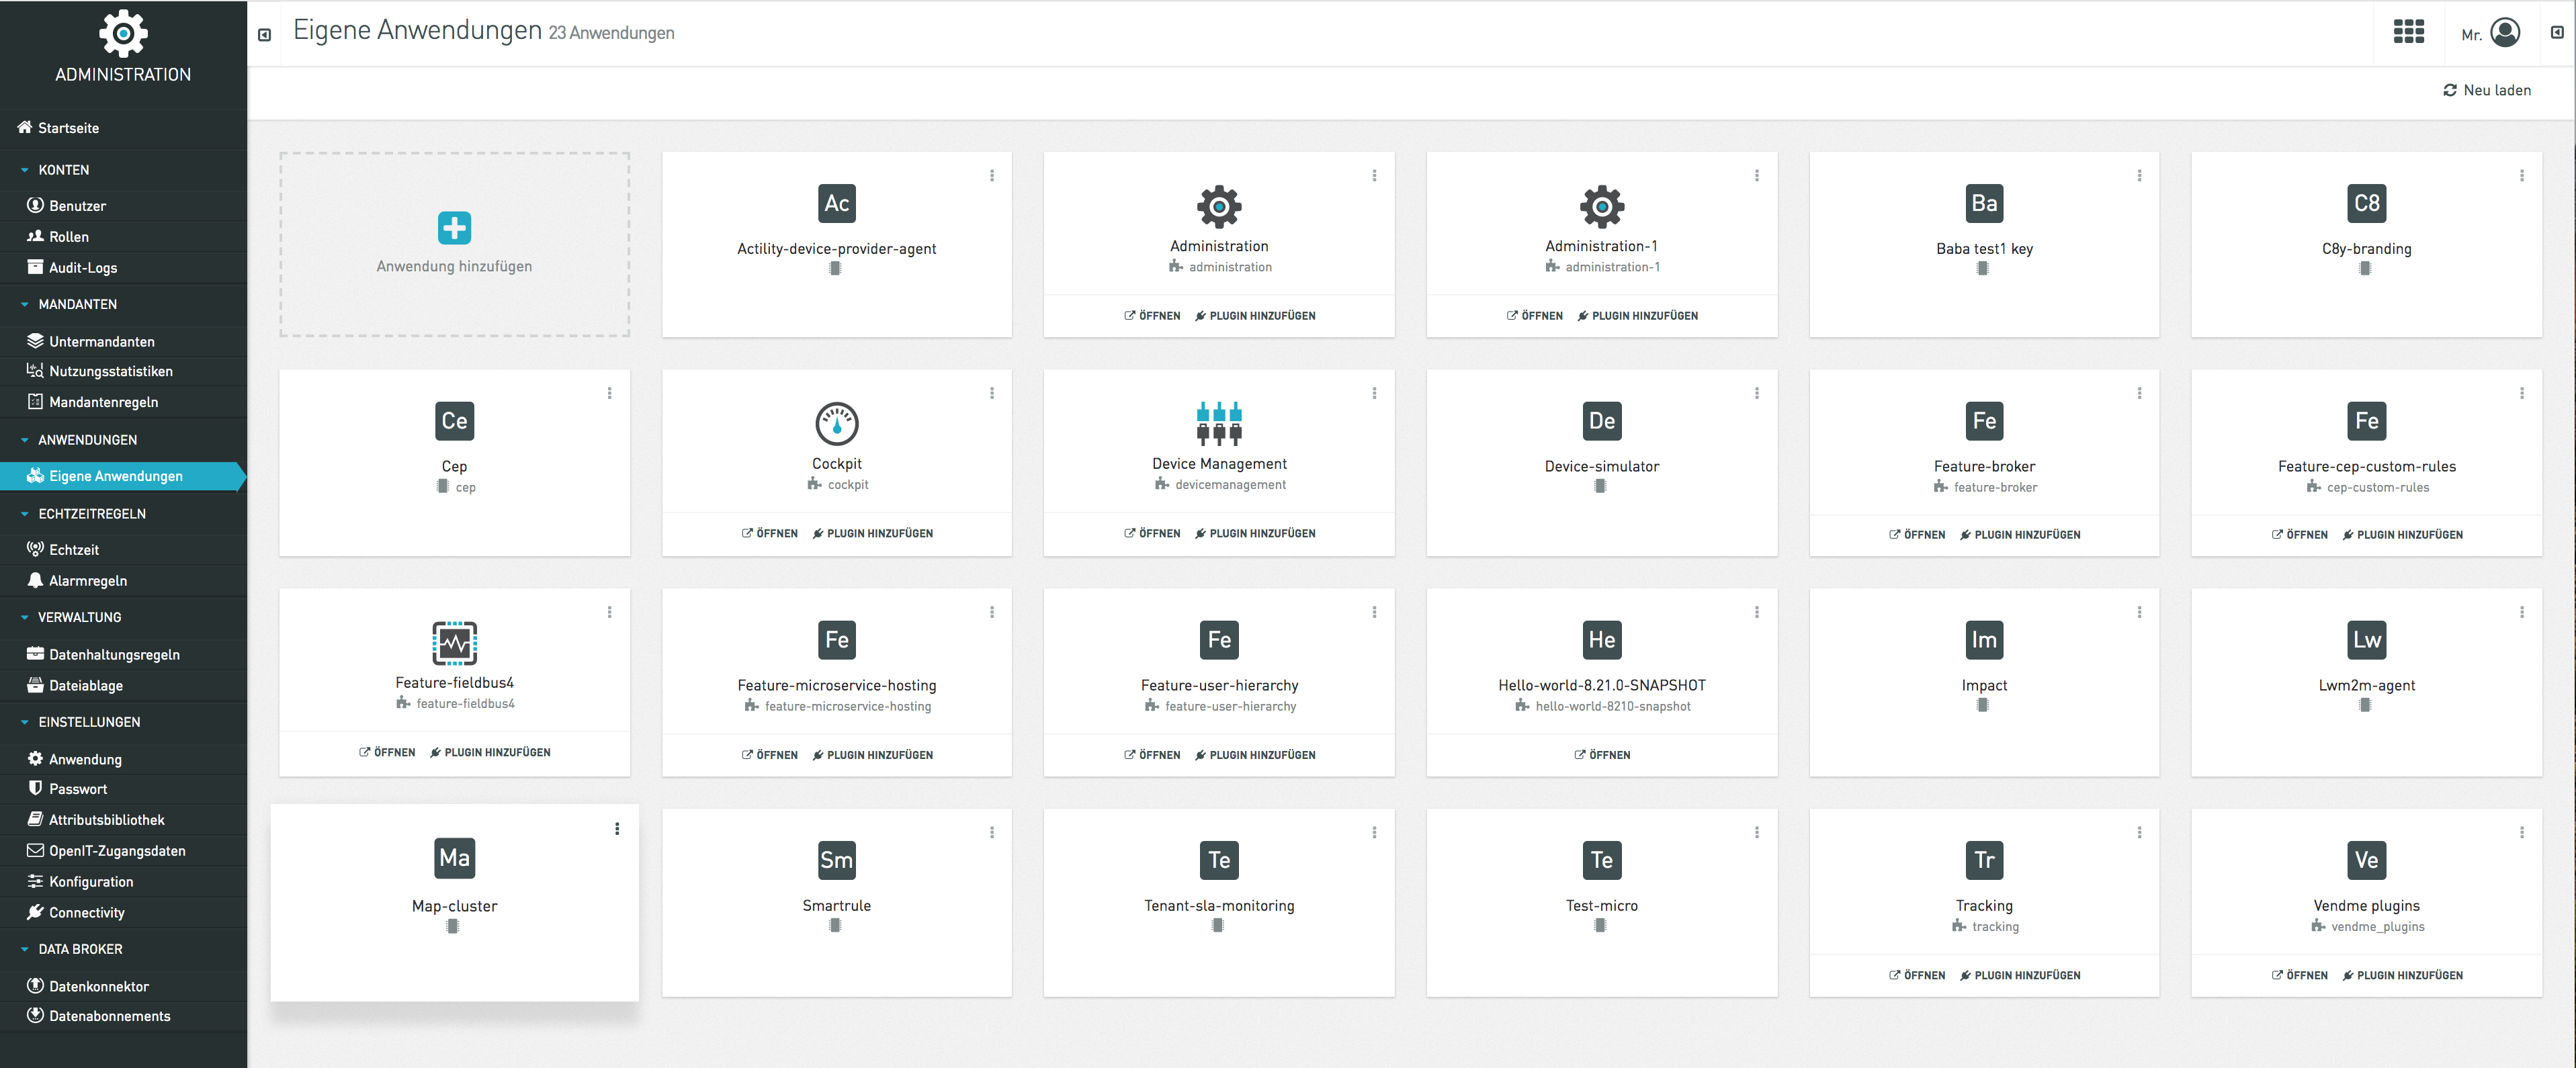 ADMINISTRATION
Startseite
KONTEN
Benutzer
Rollen
Audit-Logs
MANDANTEN
Untermandanten
Nutzungsstatistiken
Mandantenregeln
ANWENDUNGEN
Eigene Anwendungen
ECHTZEITREGELN
Echtzeit
Alarmregeln
VERWALTUNG
Datenhaltungsregeln
Dateiablage
EINSTELLUNGEN
Anwendung
Passwort
Attributsbibliothek
OpenIT-Zugangsdaten
Konfiguration
Connectivity
DATA BROKER
Datenkonnektor
Datenabonnements
Eigene Anwendungen 23 Anwendungen
Mr.
Neu laden
Anwendung hinzufügen
Ac
Actility-device-provider-agent
Administration
administration
ÖFFNEN PLUGIN HINZUFÜGEN
Administration-1
administration-1
ÖFFNEN PLUGIN HINZUFÜGEN
Ba
Baba test1 key
C8
C8y-branding
Ce
Cep
cep
Cockpit
cockpit
ÖFFNEN PLUGIN HINZUFÜGEN
Device Management
devicemanagement
ÖFFNEN PLUGIN HINZUFÜGEN
De
Device-simulator
Fe
Feature-broker
feature-broker
ÖFFNEN PLUGIN HINZUFÜGEN
Fe
Feature-cep-custom-rules
cep-custom-rules
ÖFFNEN PLUGIN HINZUFÜGEN
Feature-fieldbus4
feature-fieldbus4
ÖFFNEN PLUGIN HINZUFÜGEN
Fe
Feature-microservice-hosting
feature-microservice-hosting
ÖFFNEN PLUGIN HINZUFÜGEN
Fe
Feature-user-hierarchy
feature-user-hierarchy
ÖFFNEN PLUGIN HINZUFÜGEN
He
Hello-world-8.21.0-SNAPSHOT
hello-world-8210-snapshot
ÖFFNEN
Im
Impact
Lw
Lwm2m-agent
Ma
Map-cluster
Sm
Smartrule
Te
Tenant-sla-monitoring
Te
Test-micro
Tr
Tracking
tracking
ÖFFNEN PLUGIN HINZUFÜGEN
Ve
Vendme plugins
vendme_plugins
ÖFFNEN PLUGIN HINZUFÜGEN